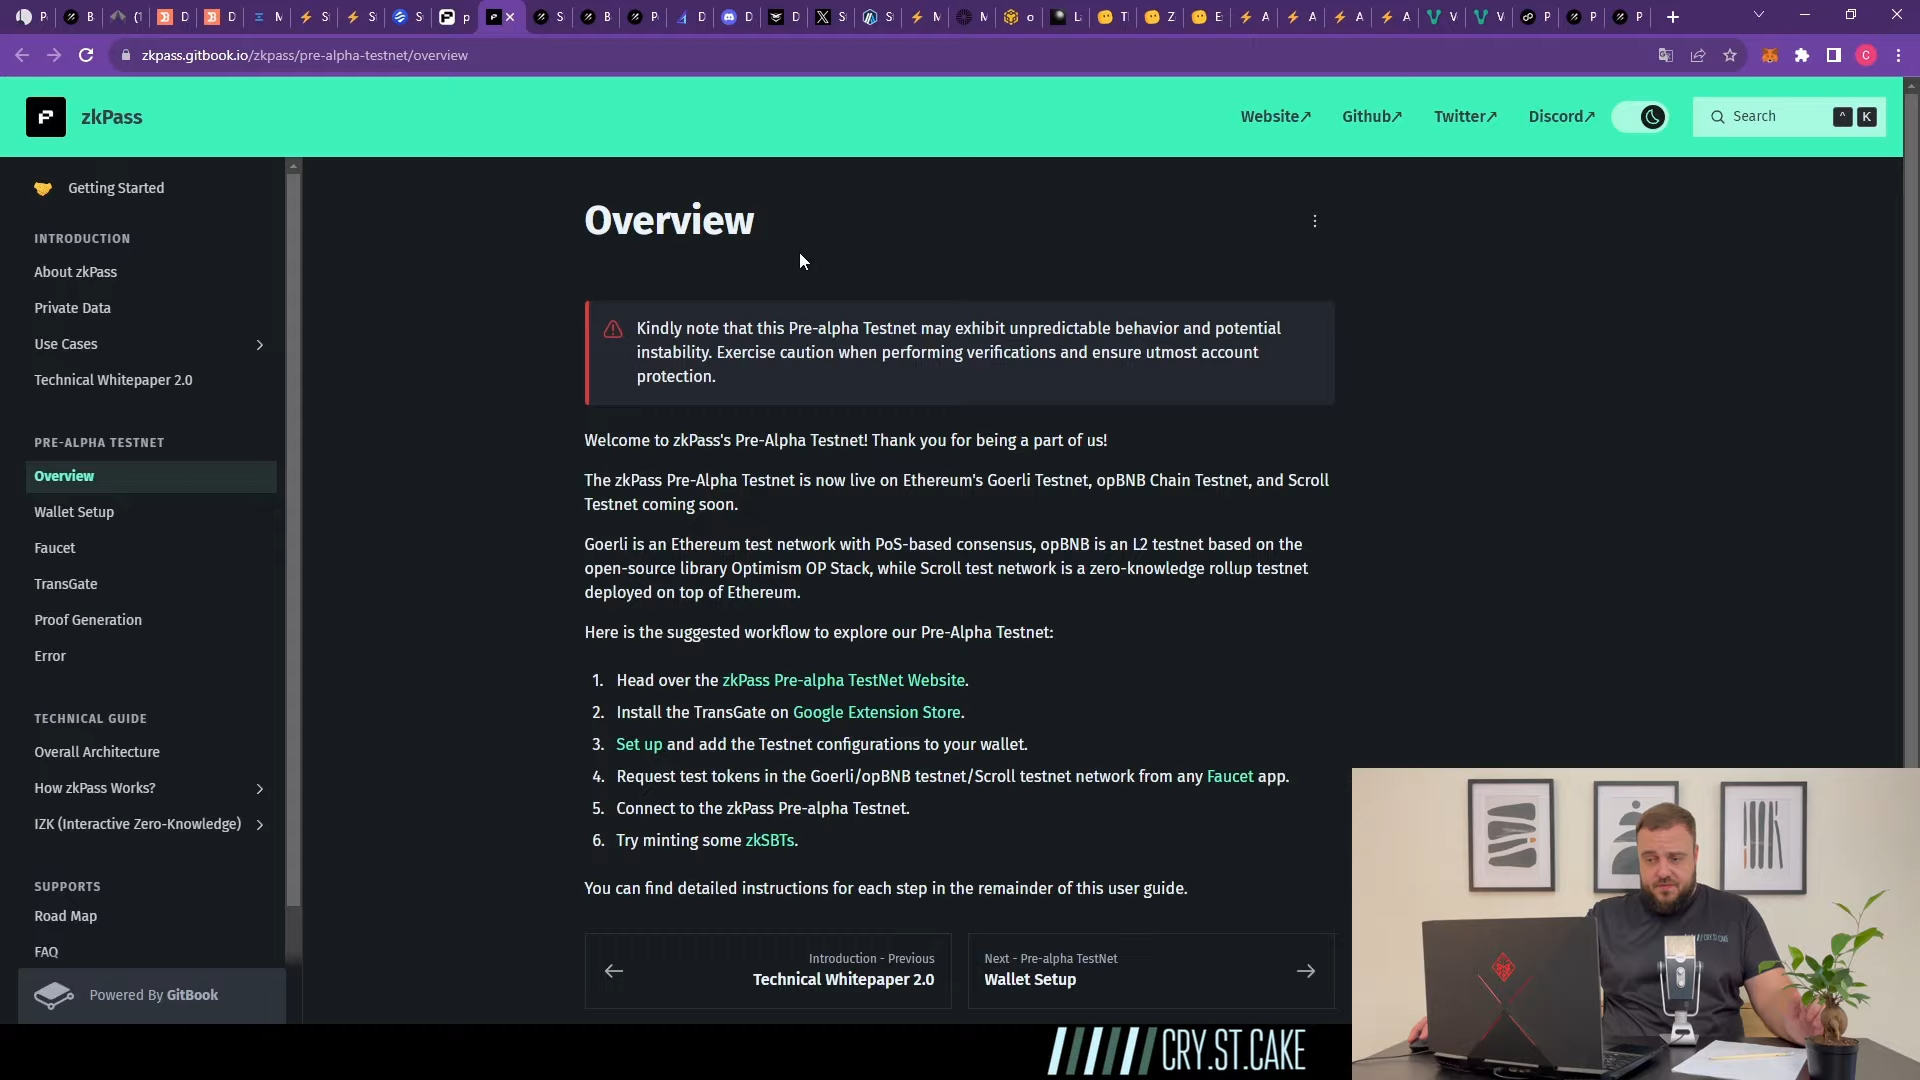 zkpass.gitbook.io/zkpass/pre-alpha-testnet/overview
C
zkPass
Website↗
Github↗
Twitter↗
Discord↗
Search
^ K
Getting Started
INTRODUCTION
About zkPass
Private Data
Use Cases
Technical Whitepaper 2.0
PRE-ALPHA TESTNET
Overview
Wallet Setup
Faucet
TransGate
Proof Generation
Error
TECHNICAL GUIDE
Overall Architecture
How zkPass Works?
IZK (Interactive Zero-Knowledge)
SUPPORTS
Road Map
FAQ
Powered By GitBook
Overview
Kindly note that this Pre-alpha Testnet may exhibit unpredictable behavior and potential
instability. Exercise caution when performing verifications and ensure utmost account
protection.
Welcome to zkPass's Pre-Alpha Testnet! Thank you for being a part of us!
The zkPass Pre-Alpha Testnet is now live on Ethereum's Goerli Testnet, opBNB Chain Testnet, and Scroll
Testnet coming soon.
Goerli is an Ethereum test network with PoS-based consensus, opBNB is an L2 testnet based on the
open-source library Optimism OP Stack, while Scroll test network is a zero-knowledge rollup testnet
deployed on top of Ethereum.
Here is the suggested workflow to explore our Pre-Alpha Testnet:
1. Head over the zkPass Pre-alpha TestNet Website.
2. Install the TransGate on Google Extension Store.
3. Set up and add the Testnet configurations to your wallet.
4. Request test tokens in the Goerli/opBNB testnet/Scroll testnet network from any Faucet app.
5. Connect to the zkPass Pre-alpha Testnet.
6. Try minting some zkSBTs.
You can find detailed instructions for each step in the remainder of this user guide.
Introduction - Previous
Technical Whitepaper 2.0
Next - Pre-alpha TestNet
Wallet Setup
CRY.ST.CAKE